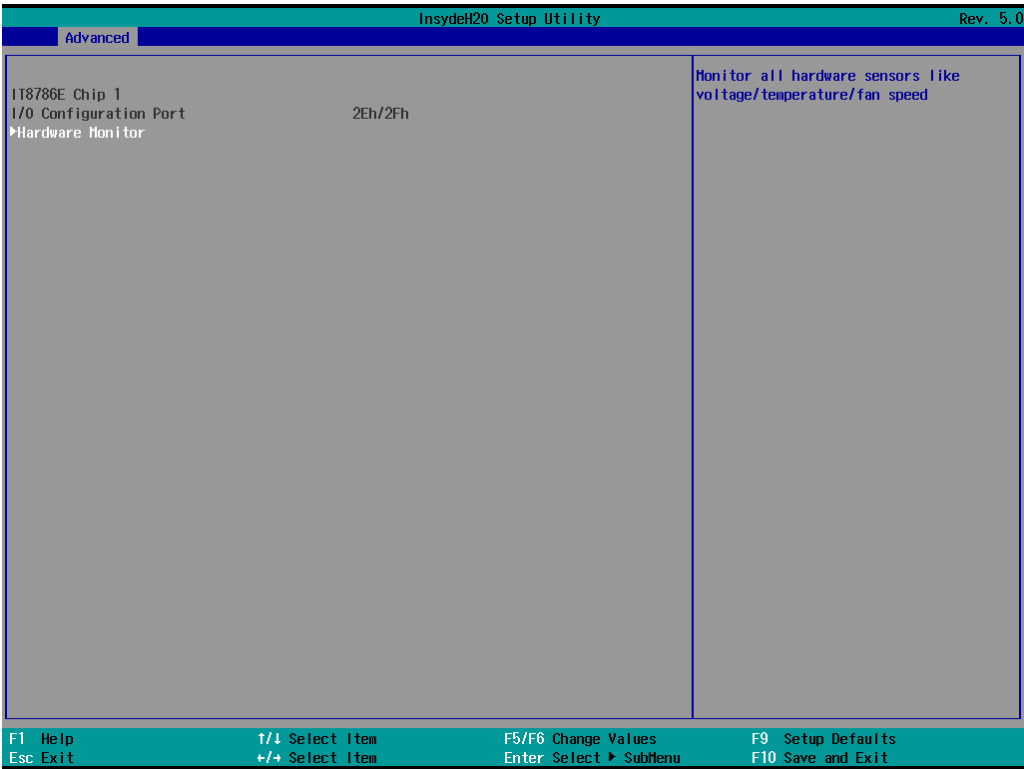 InsydeH20 Setup Utility Rev. 5.0
Advanced
IT8786E Chip 1
I/O Configuration Port 2Eh/2Fh
▶Hardware Monitor
Monitor all hardware sensors like
voltage/temperature/fan speed
F1 Help ↑/↓ Select Item F5/F6 Change Values F9 Setup Defaults
Esc Exit ←/→ Select Item Enter Select ▶ SubMenu F10 Save and Exit